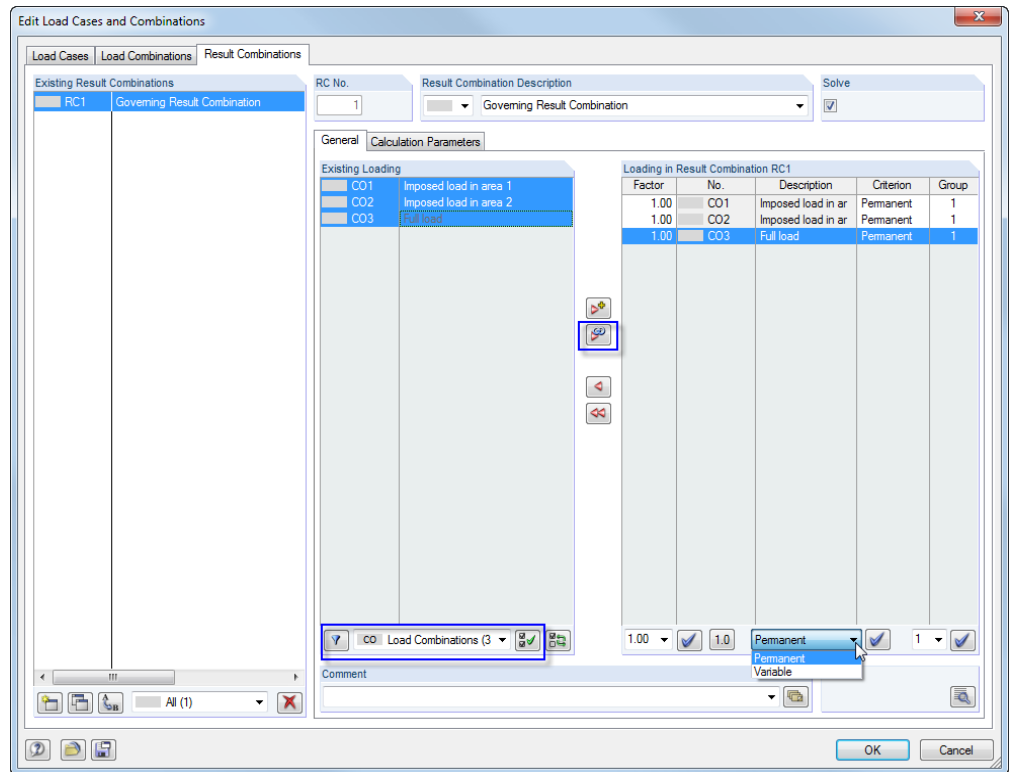 Edit Load Cases and Combinations
Load Cases Load Combinations Result Combinations
Existing Result Combinations
RC1 Governing Result Combination
RC No.
1
Result Combination Description
Governing Result Combination
Solve
General Calculation Parameters
Existing Loading
CO1 Imposed load in area 1
CO2 Imposed load in area 2
CO3 Full load
Loading in Result Combination RC1
Factor No. Description Criterion Group
1.00 CO1 Imposed load in ar Permanent 1
1.00 CO2 Imposed load in ar Permanent 1
1.00 CO3 Full load Permanent 1
CO Load Combinations (3
1.00 1.0 Permanent 1
Permanent
Variable
Comment
All (1)
OK Cancel